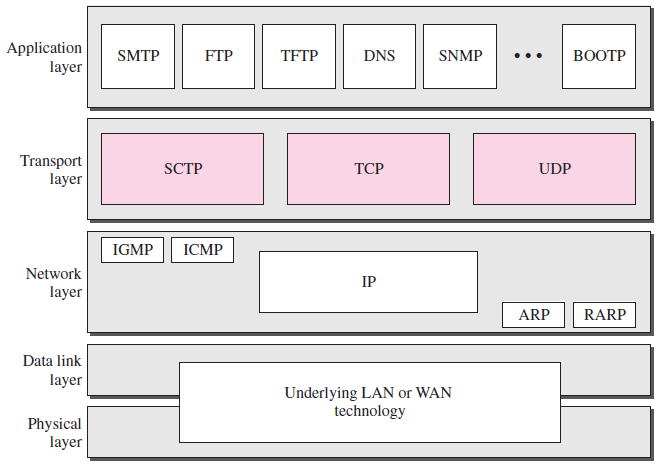 Application
layer
SMTP
FTP
TFTP
DNS
SNMP
•••
BOOTP
Transport
layer
SCTP
TCP
UDP
Network
layer
IGMP
ICMP
IP
ARP
RARP
Data link
layer
Underlying LAN or WAN
technology
Physical
layer